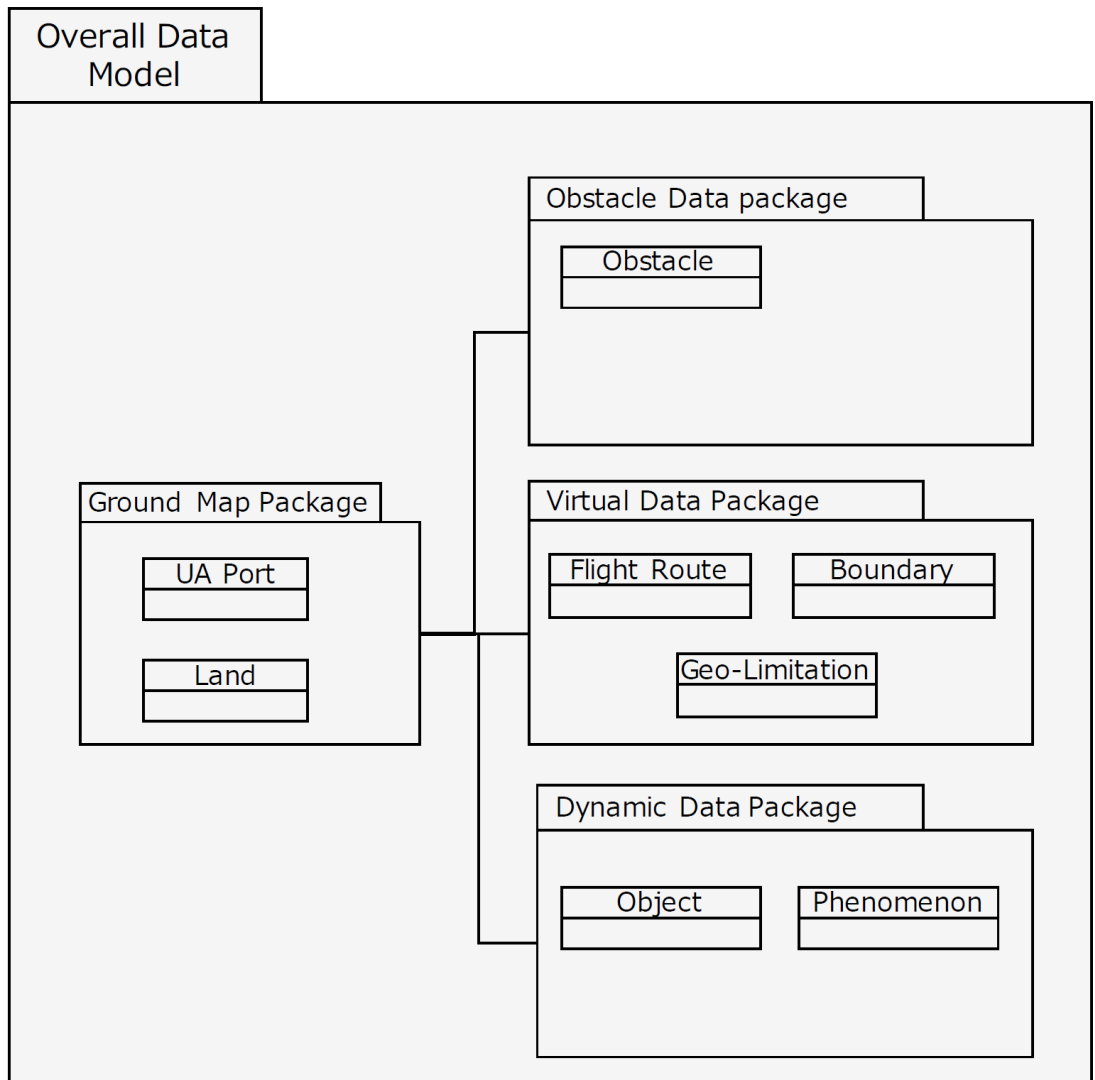 Overall Data
Model
Obstacle Data package
Obstacle
Ground Map Package
UA Port
Land
Virtual Data Package
Flight Route
Boundary
Geo-Limitation
Dynamic Data Package
Object
Phenomenon